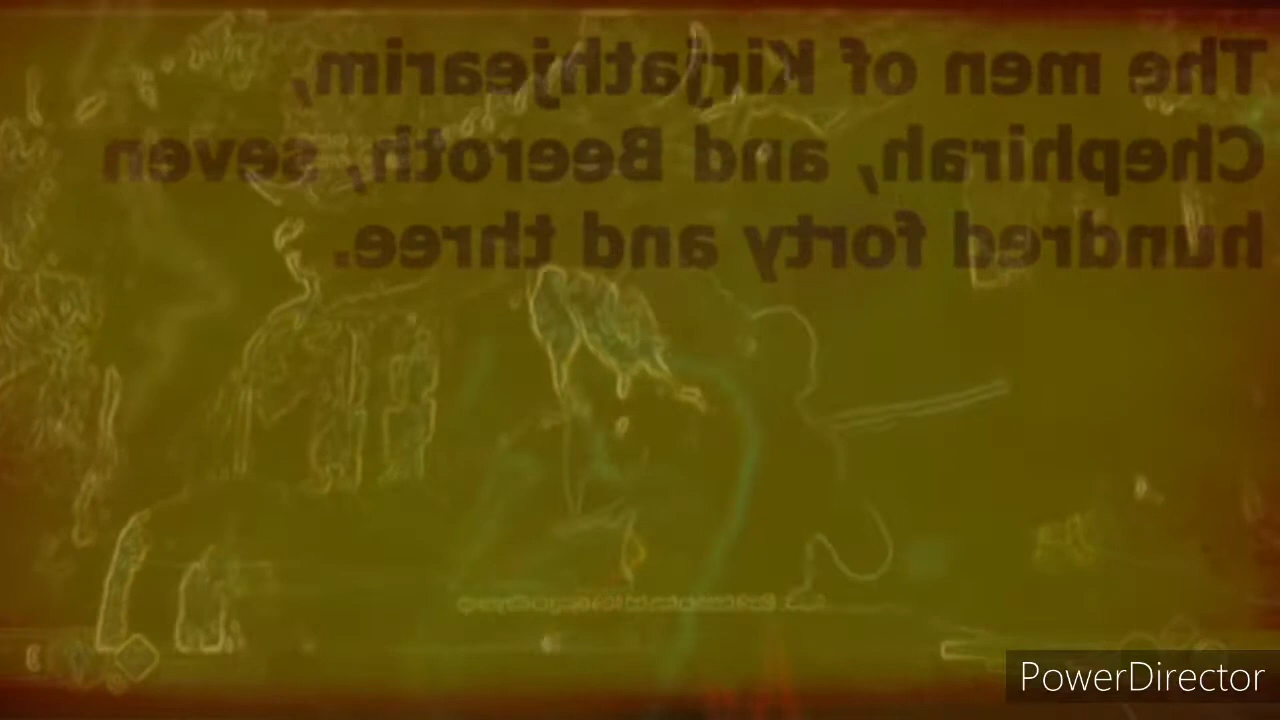 The men of Kirjathjearim,
Chephirah, and Beeroth, seven
hundred forty and three.
PowerDirector